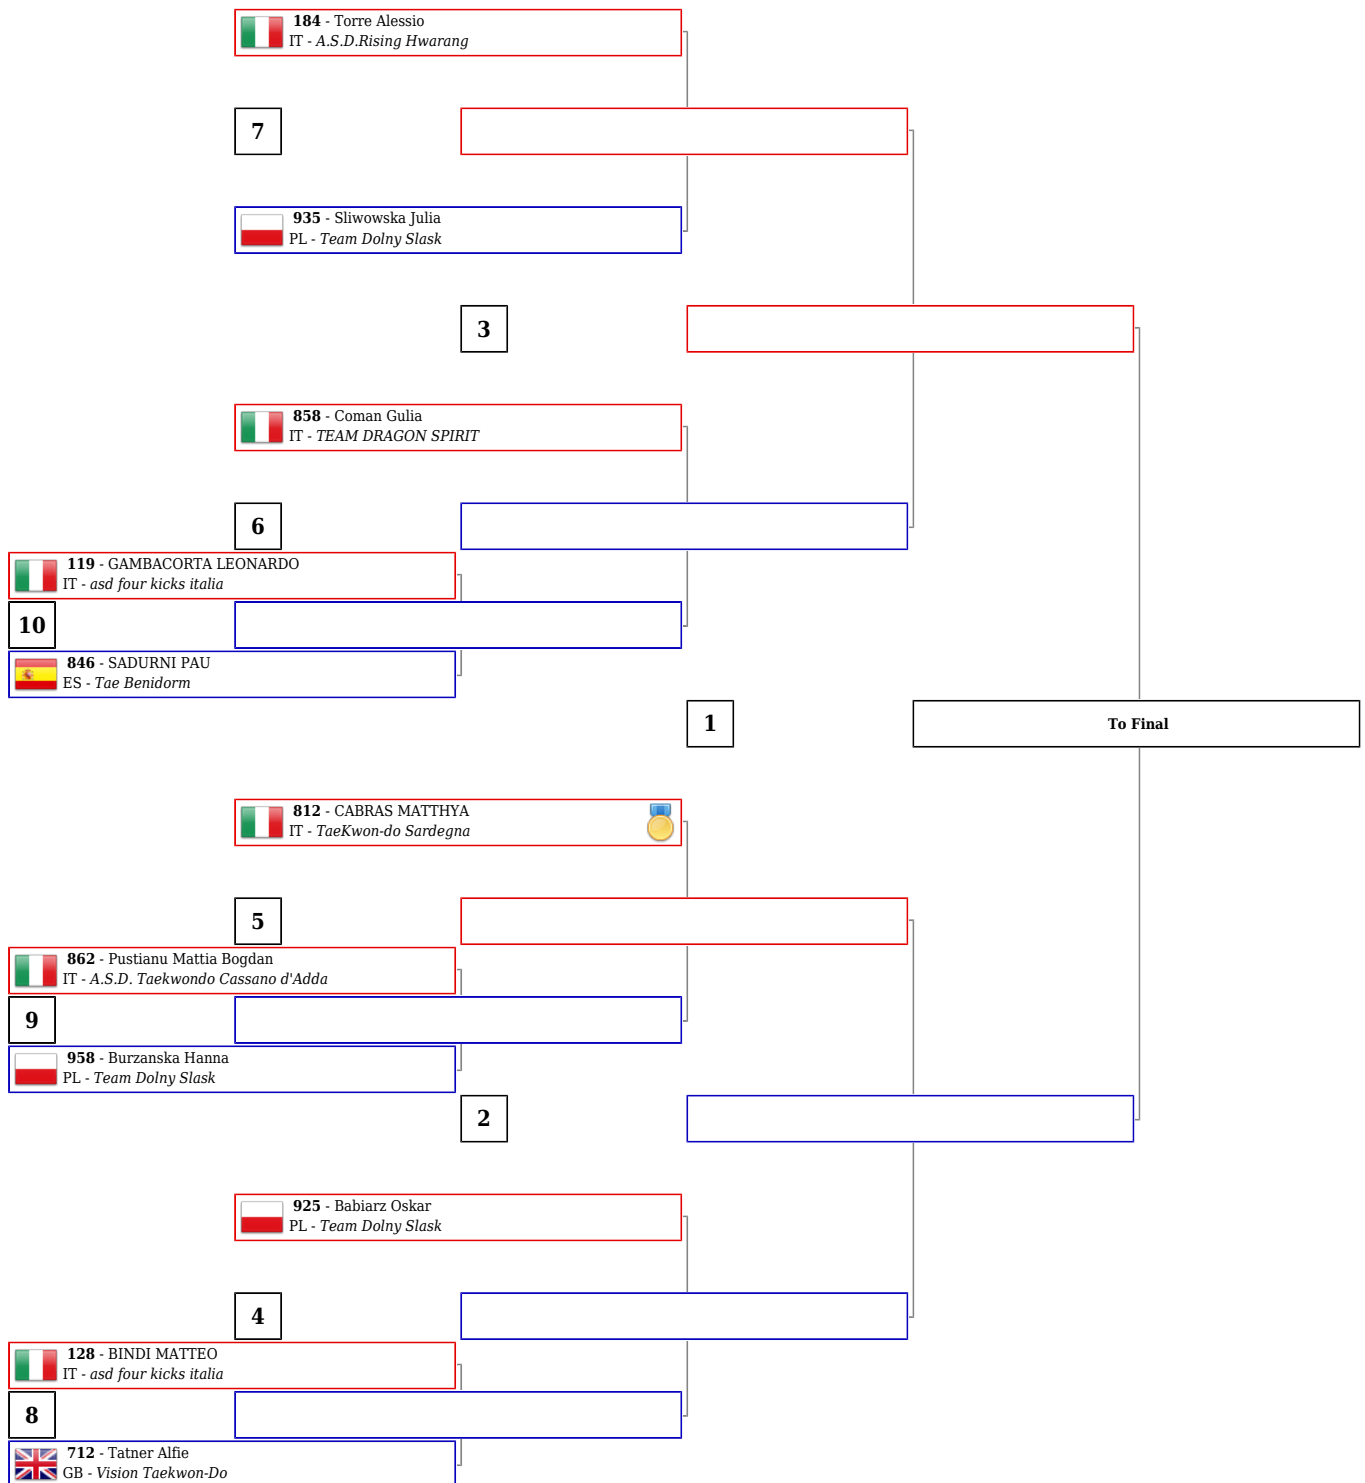 184 - Torre Alessio
IT - A.S.D.Rising Hwarang
7
935 - Sliwowska Julia
PL - Team Dolny Slask
3
858 - Coman Gulia
IT - TEAM DRAGON SPIRIT
6
119 - GAMBACORTA LEONARDO
IT - asd four kicks italia
10
846 - SADURNI PAU
ES - Tae Benidorm
1
To Final
812 - CABRAS MATTHYA
IT - TaeKwon-do Sardegna
5
862 - Pustianu Mattia Bogdan
IT - A.S.D. Taekwondo Cassano d'Adda
9
958 - Burzanska Hanna
PL - Team Dolny Slask
2
925 - Babiarz Oskar
PL - Team Dolny Slask
4
128 - BINDI MATTEO
IT - asd four kicks italia
8
712 - Tatner Alfie
GB - Vision Taekwon-Do